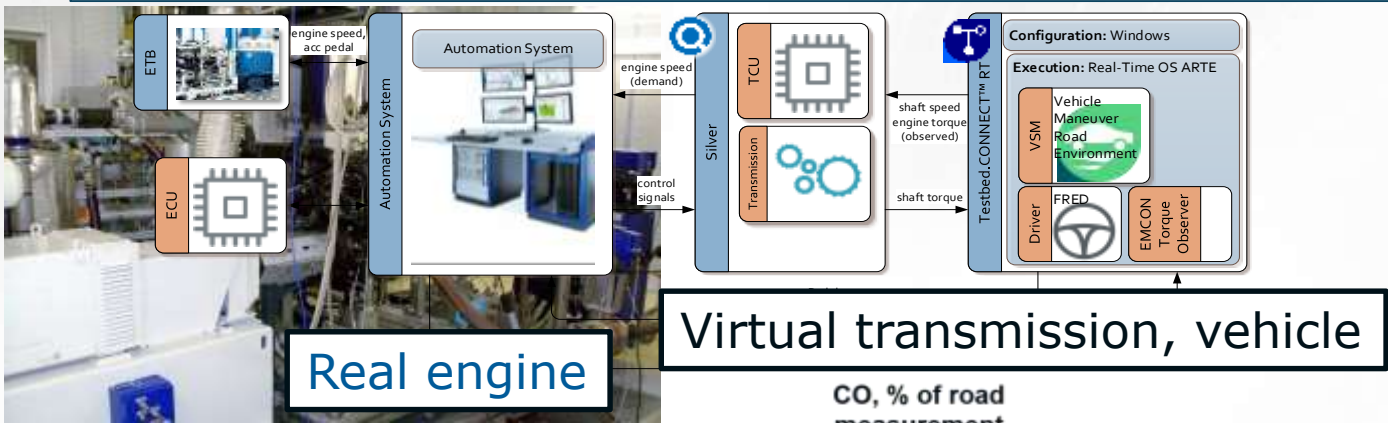 ETB
engine speed,
acc pedal
ECU
Automation System
Automation System
engine speed
(demand)
control
signals
Silver
TCU
Transmission
shaft speed
engine torque
(observed)
shaft torque
Testbed.CONNECT™ RT
Configuration: Windows
Execution: Real-Time OS ARTE
VSM
Vehicle
Maneuver
Road
Environment
Driver
FRED
EMCON
Torque
Observer
Real engine
Virtual transmission, vehicle
CO, % of road
measurement